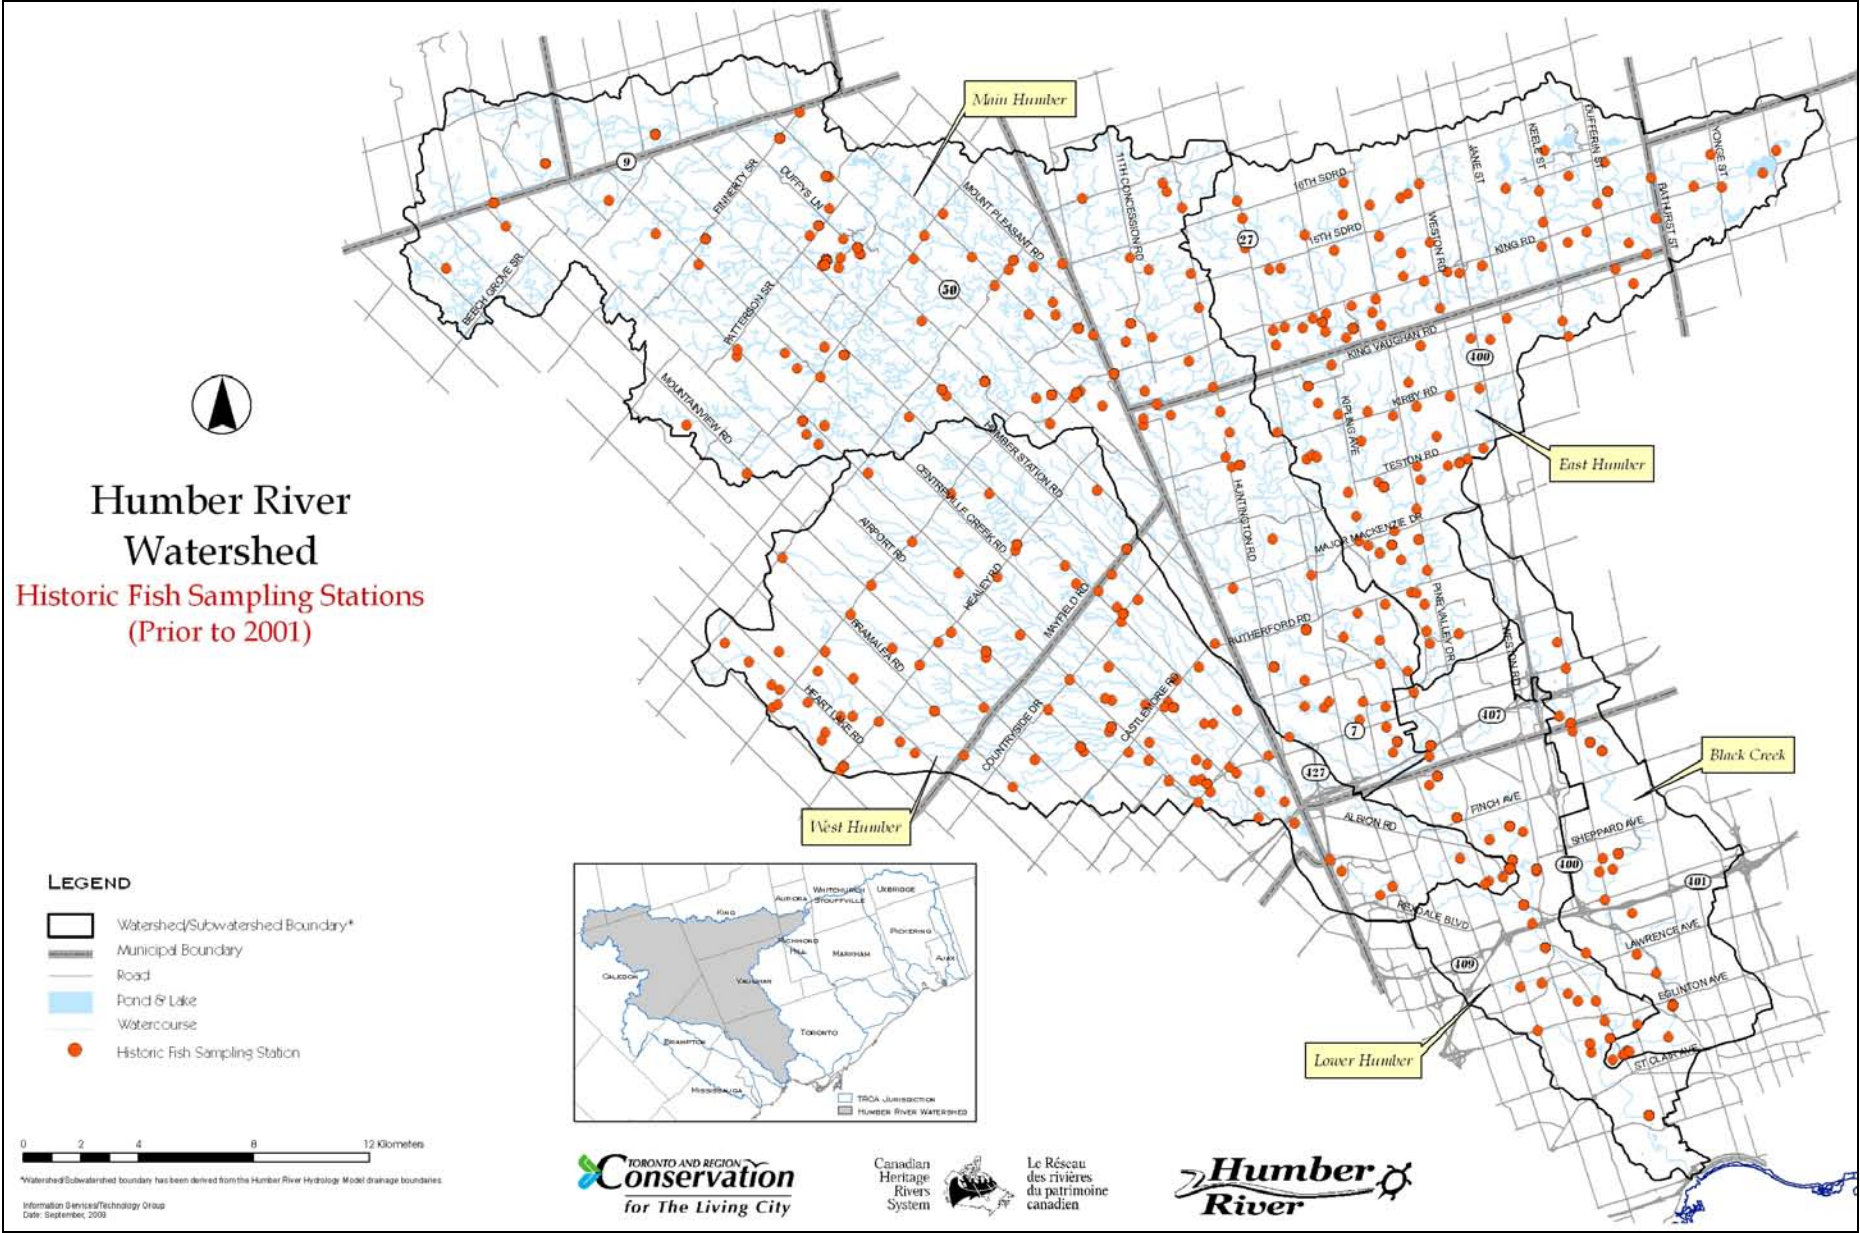 Main Humber
9
FINNERTY SR
DUFFYS LN
MOUNT PLEASANT RD
11TH CONCESSION RD
16TH SDRD
15TH SDRD
27
WESTON RD
JANE ST
KEELE ST
DUFFERIN ST
YONGE ST
BATHURST ST
KING RD
BEECH GROVE SR
PATTERSON SR
50
KING VAUGHAN RD
400
MOUNTAINVIEW RD
KIPLING AVE
KIRBY RD
TESTON RD
East Humber
HUMBER STATION RD
CENTREVILLE CREEK RD
AIRPORT RD
HUNTINGTON RD
MAJOR MACKENZIE DR
Humber River
Watershed
Historic Fish Sampling Stations
(Prior to 2001)
HEALEY RD
MAYFIELD RD
BRAMALEA RD
HEART LAKE RD
RUTHERFORD RD
PINE VALLEY DR
WESTON RD
COUNTRYSIDE DR
CASTLEMORE RD
407
7
427
Black Creek
West Humber
ALBION RD
FINCH AVE
SHEPPARD AVE
400
401
REXDALE BLVD
LAWRENCE AVE
409
EGLINTON AVE
ST CLAIR AVE
Lower Humber
LEGEND
Watershed/Subwatershed Boundary*
Municipal Boundary
Road
Pond & Lake
Watercourse
Historic Fish Sampling Station
KING
AURORA
WHITCHURCH
STOUFFVILLE
UXBRIDGE
PICKERING
RICHMOND
HILL
MARKHAM
AJAX
CALEDON
VAUGHAN
TORONTO
BRAMPTON
MISSISSAUGA
TRCA JURISDICTION
HUMBER RIVER WATERSHED
0 2 4 8 12 Kilometers
*Watershed/Subwatershed boundary has been derived from the Humber River Hydrology Model drainage boundaries.
Information Services/Technology Group
Date: September, 2003
TORONTO AND REGION
Conservation
for The Living City
Canadian
Heritage
Rivers
System
Le Réseau
des rivières
du patrimoine
canadien
Humber
River